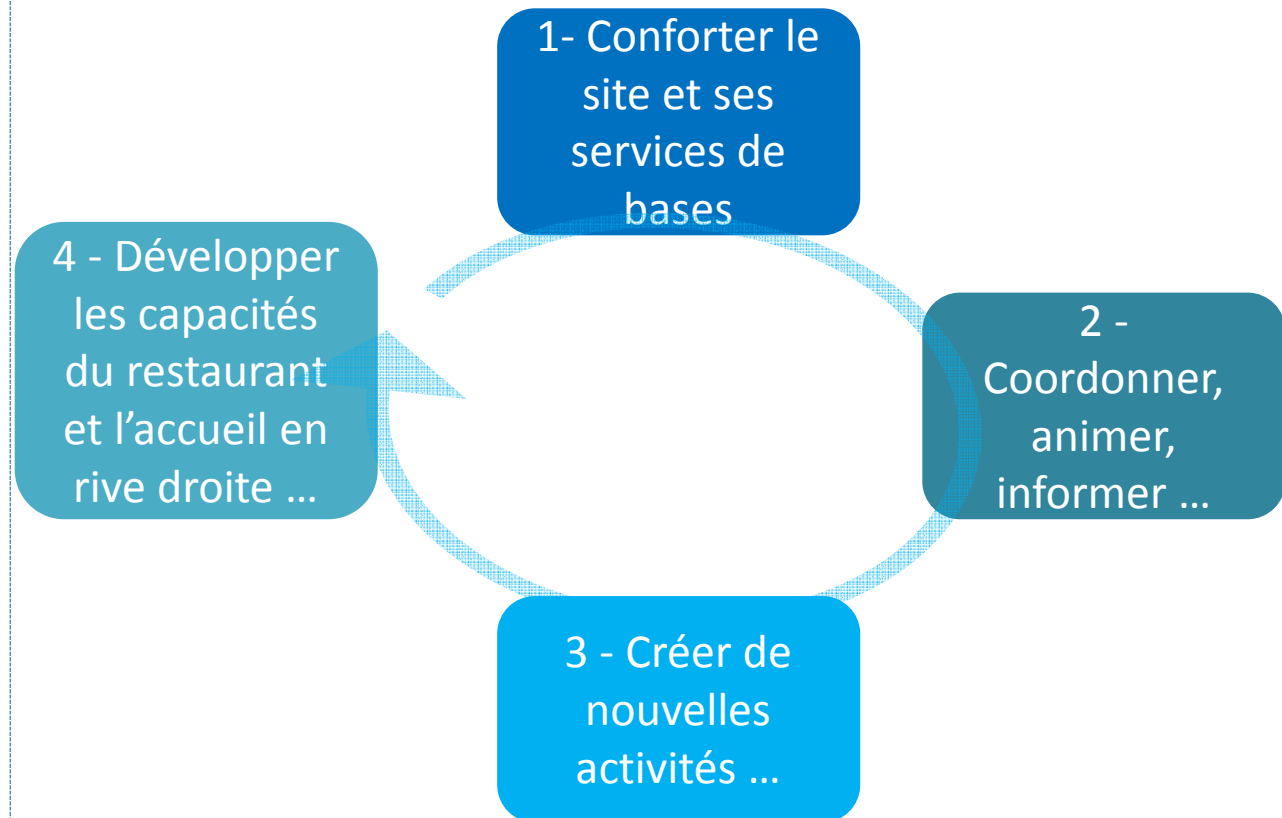 1- Conforter le
site et ses
services de
bases
2 -
Coordonner,
animer,
informer ...
3 - Créer de
nouvelles
activités ...
4 - Développer
les capacités
du restaurant
et l’accueil en
rive droite ...